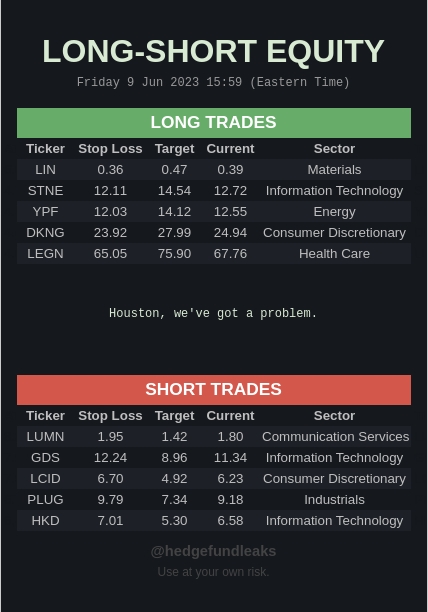 LONG-SHORT EQUITY
Friday 9 Jun 2023 15:59 (Eastern Time)
LONG TRADES
Ticker Stop Loss Target Current Sector
LIN 0.36 0.47 0.39 Materials
STNE 12.11 14.54 12.72 Information Technology
YPF 12.03 14.12 12.55 Energy
DKNG 23.92 27.99 24.94 Consumer Discretionary
LEGN 65.05 75.90 67.76 Health Care
Houston, we've got a problem.
SHORT TRADES
Ticker Stop Loss Target Current Sector
LUMN 1.95 1.42 1.80 Communication Services
GDS 12.24 8.96 11.34 Information Technology
LCID 6.70 4.92 6.23 Consumer Discretionary
PLUG 9.79 7.34 9.18 Industrials
HKD 7.01 5.30 6.58 Information Technology
@hedgefundleaks
Use at your own risk.